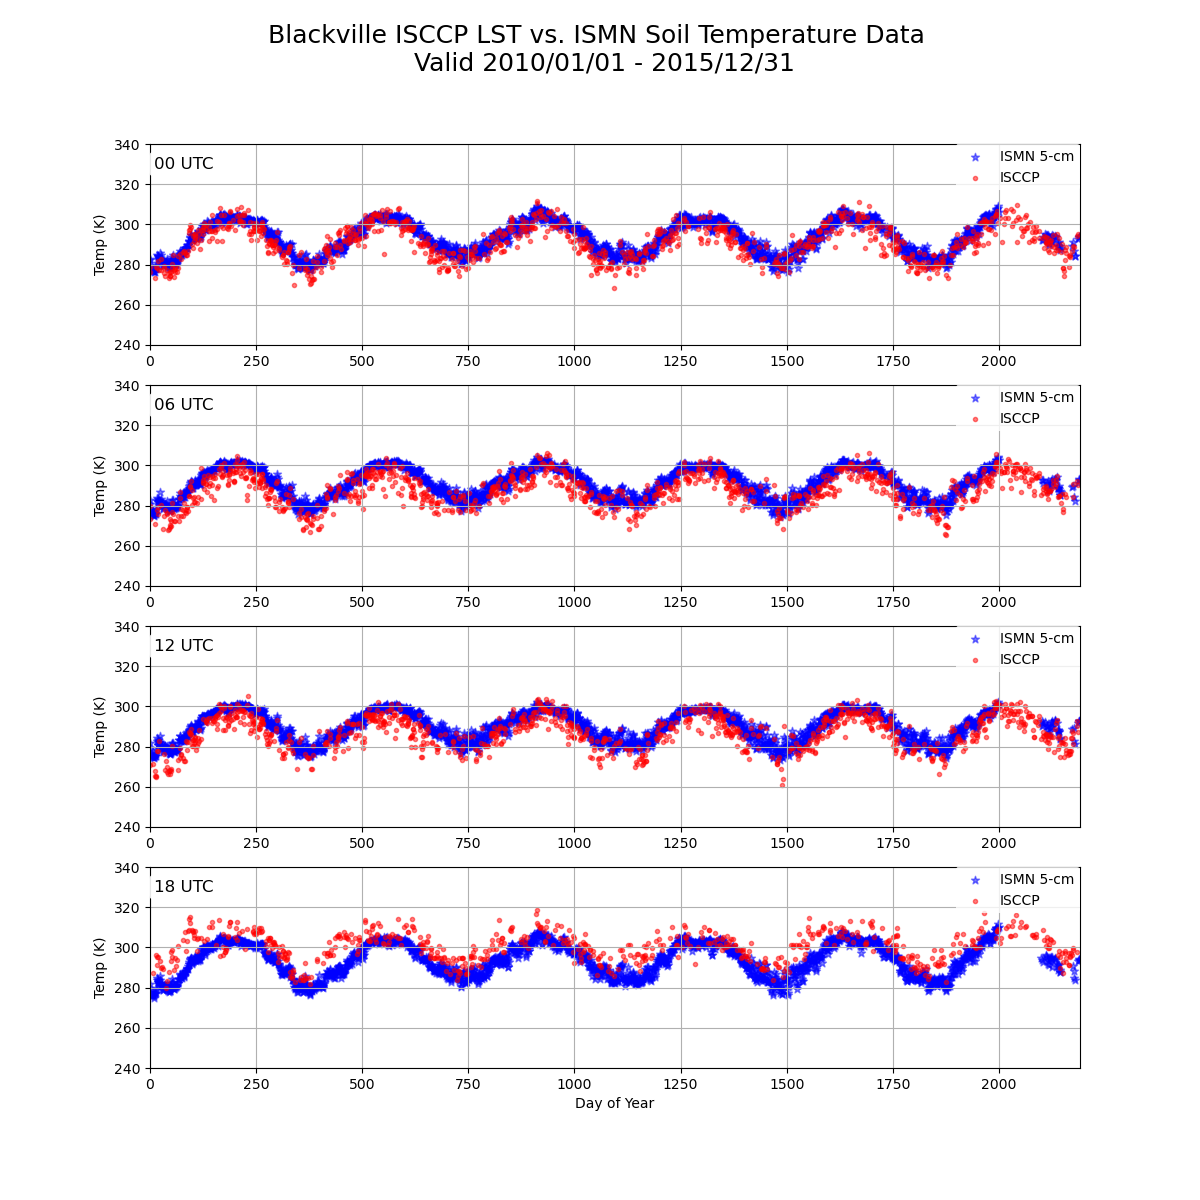 Blackville ISCCP LST vs. ISMN Soil Temperature Data
Valid 2010/01/01 - 2015/12/31
340
320
300
280
260
240
Temp (K)
00 UTC
ISMN 5-cm
ISCCP
0 250 500 750 1000 1250 1500 1750 2000
340
320
300
280
260
240
Temp (K)
06 UTC
ISMN 5-cm
ISCCP
0 250 500 750 1000 1250 1500 1750 2000
340
320
300
280
260
240
Temp (K)
12 UTC
ISMN 5-cm
ISCCP
0 250 500 750 1000 1250 1500 1750 2000
340
320
300
280
260
240
Temp (K)
18 UTC
ISMN 5-cm
ISCCP
0 250 500 750 1000 1250 1500 1750 2000
Day of Year